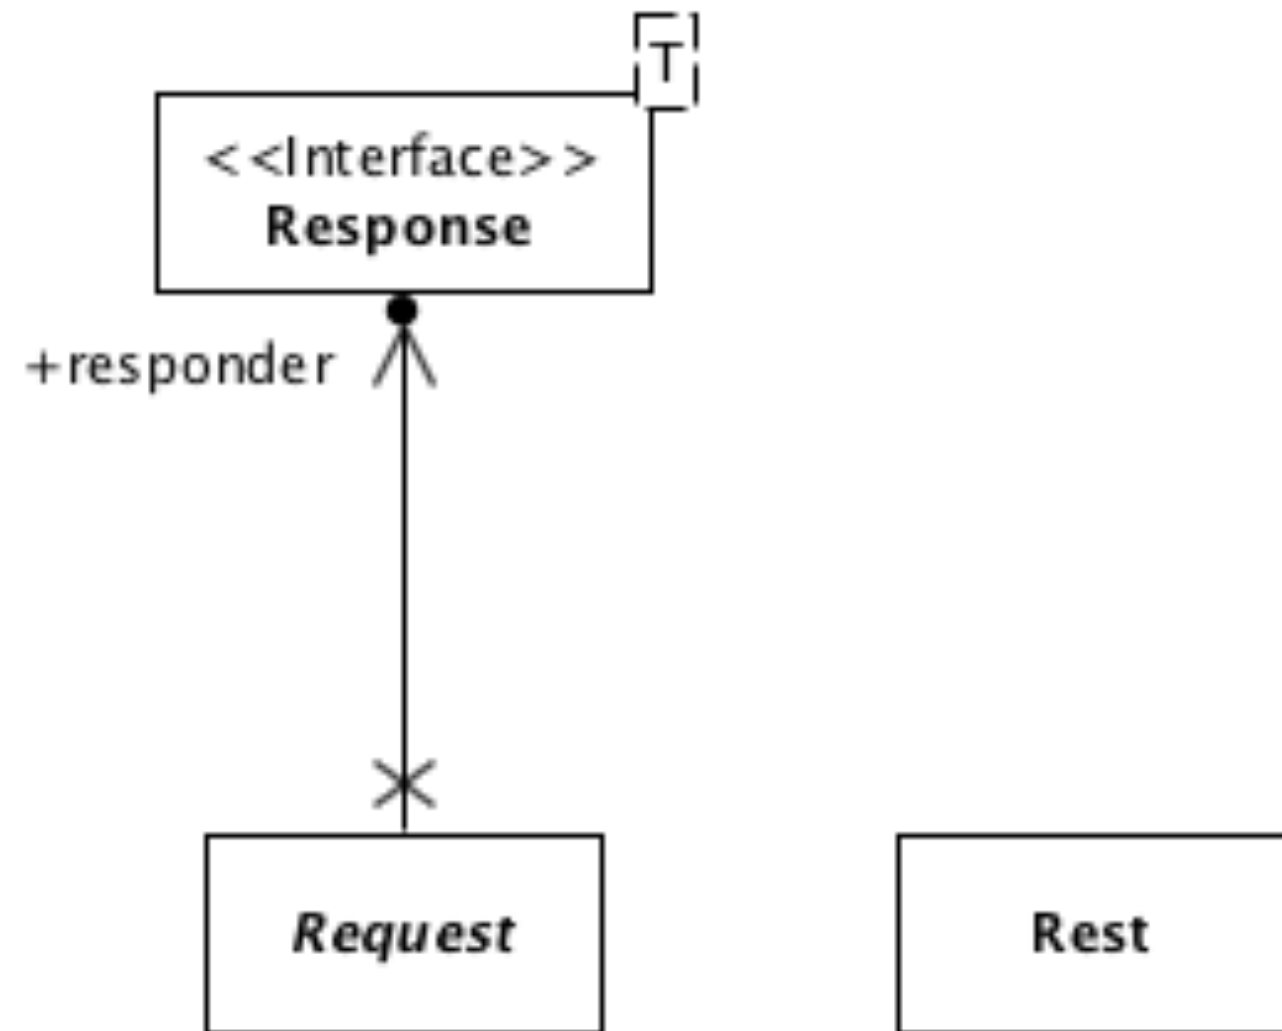 T
<<Interface>>
Response
+responder
Request
Rest